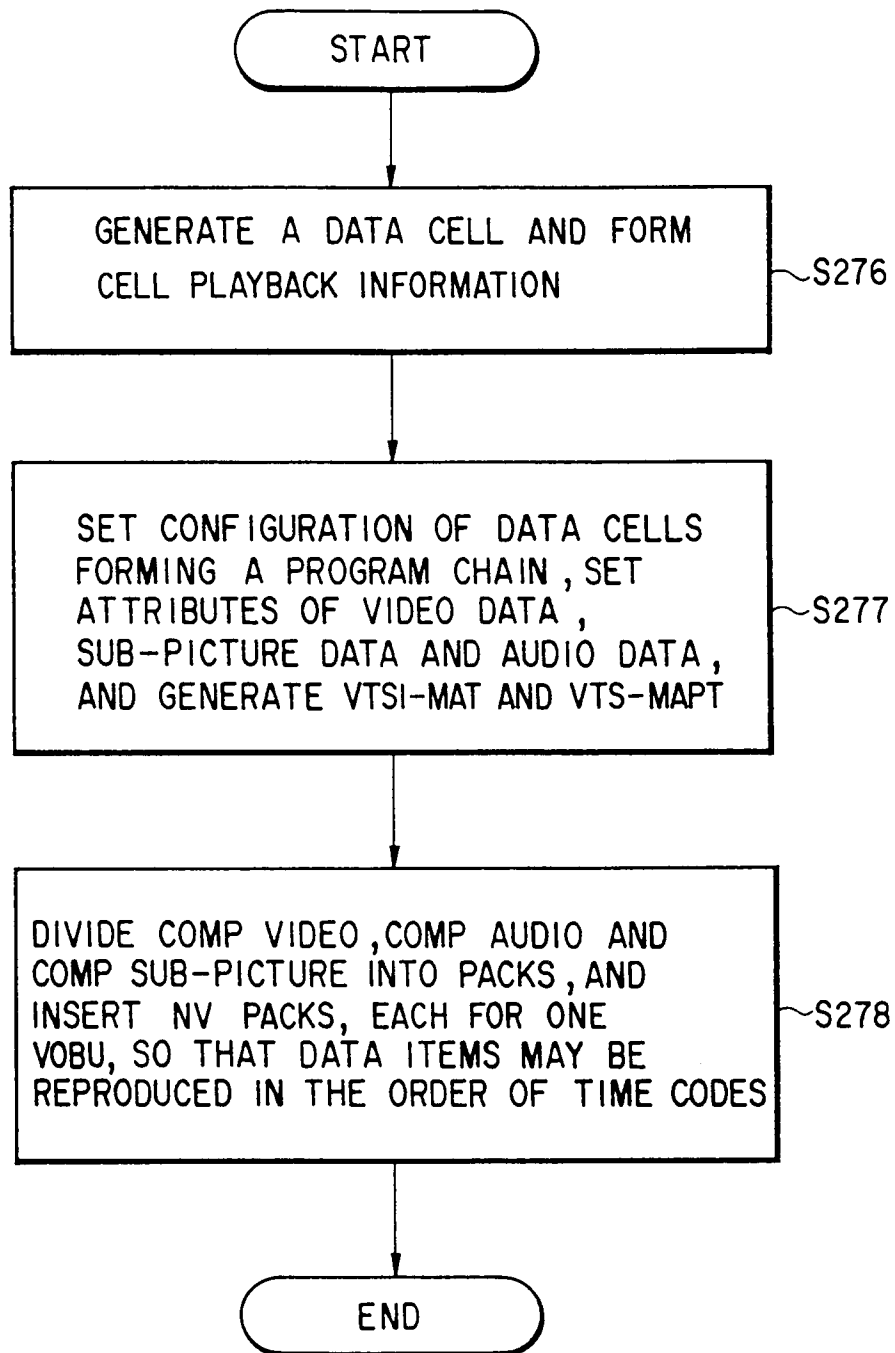 START
GENERATE A DATA CELL AND FORM
CELL PLAYBACK INFORMATION
S276
SET CONFIGURATION OF DATA CELLS
FORMING A PROGRAM CHAIN, SET
ATTRIBUTES OF VIDEO DATA,
SUB-PICTURE DATA AND AUDIO DATA,
AND GENERATE VTSI-MAT AND VTS-MAPT
S277
DIVIDE COMP VIDEO, COMP AUDIO AND
COMP SUB-PICTURE INTO PACKS, AND
INSERT NV PACKS, EACH FOR ONE
VOBU, SO THAT DATA ITEMS MAY BE
REPRODUCED IN THE ORDER OF TIME CODES
S278
END